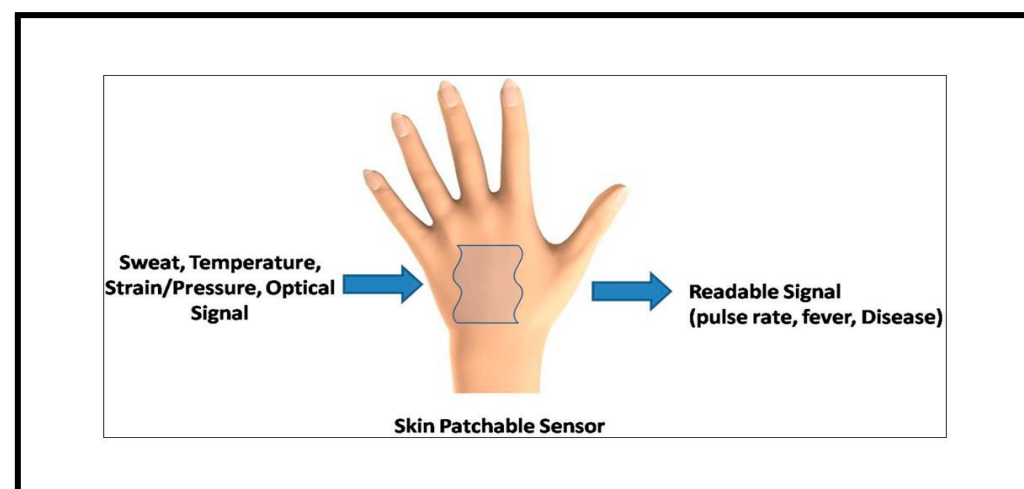 Sweat, Temperature,
Strain/Pressure, Optical
Signal
Readable Signal
(pulse rate, fever, Disease)
Skin Patchable Sensor